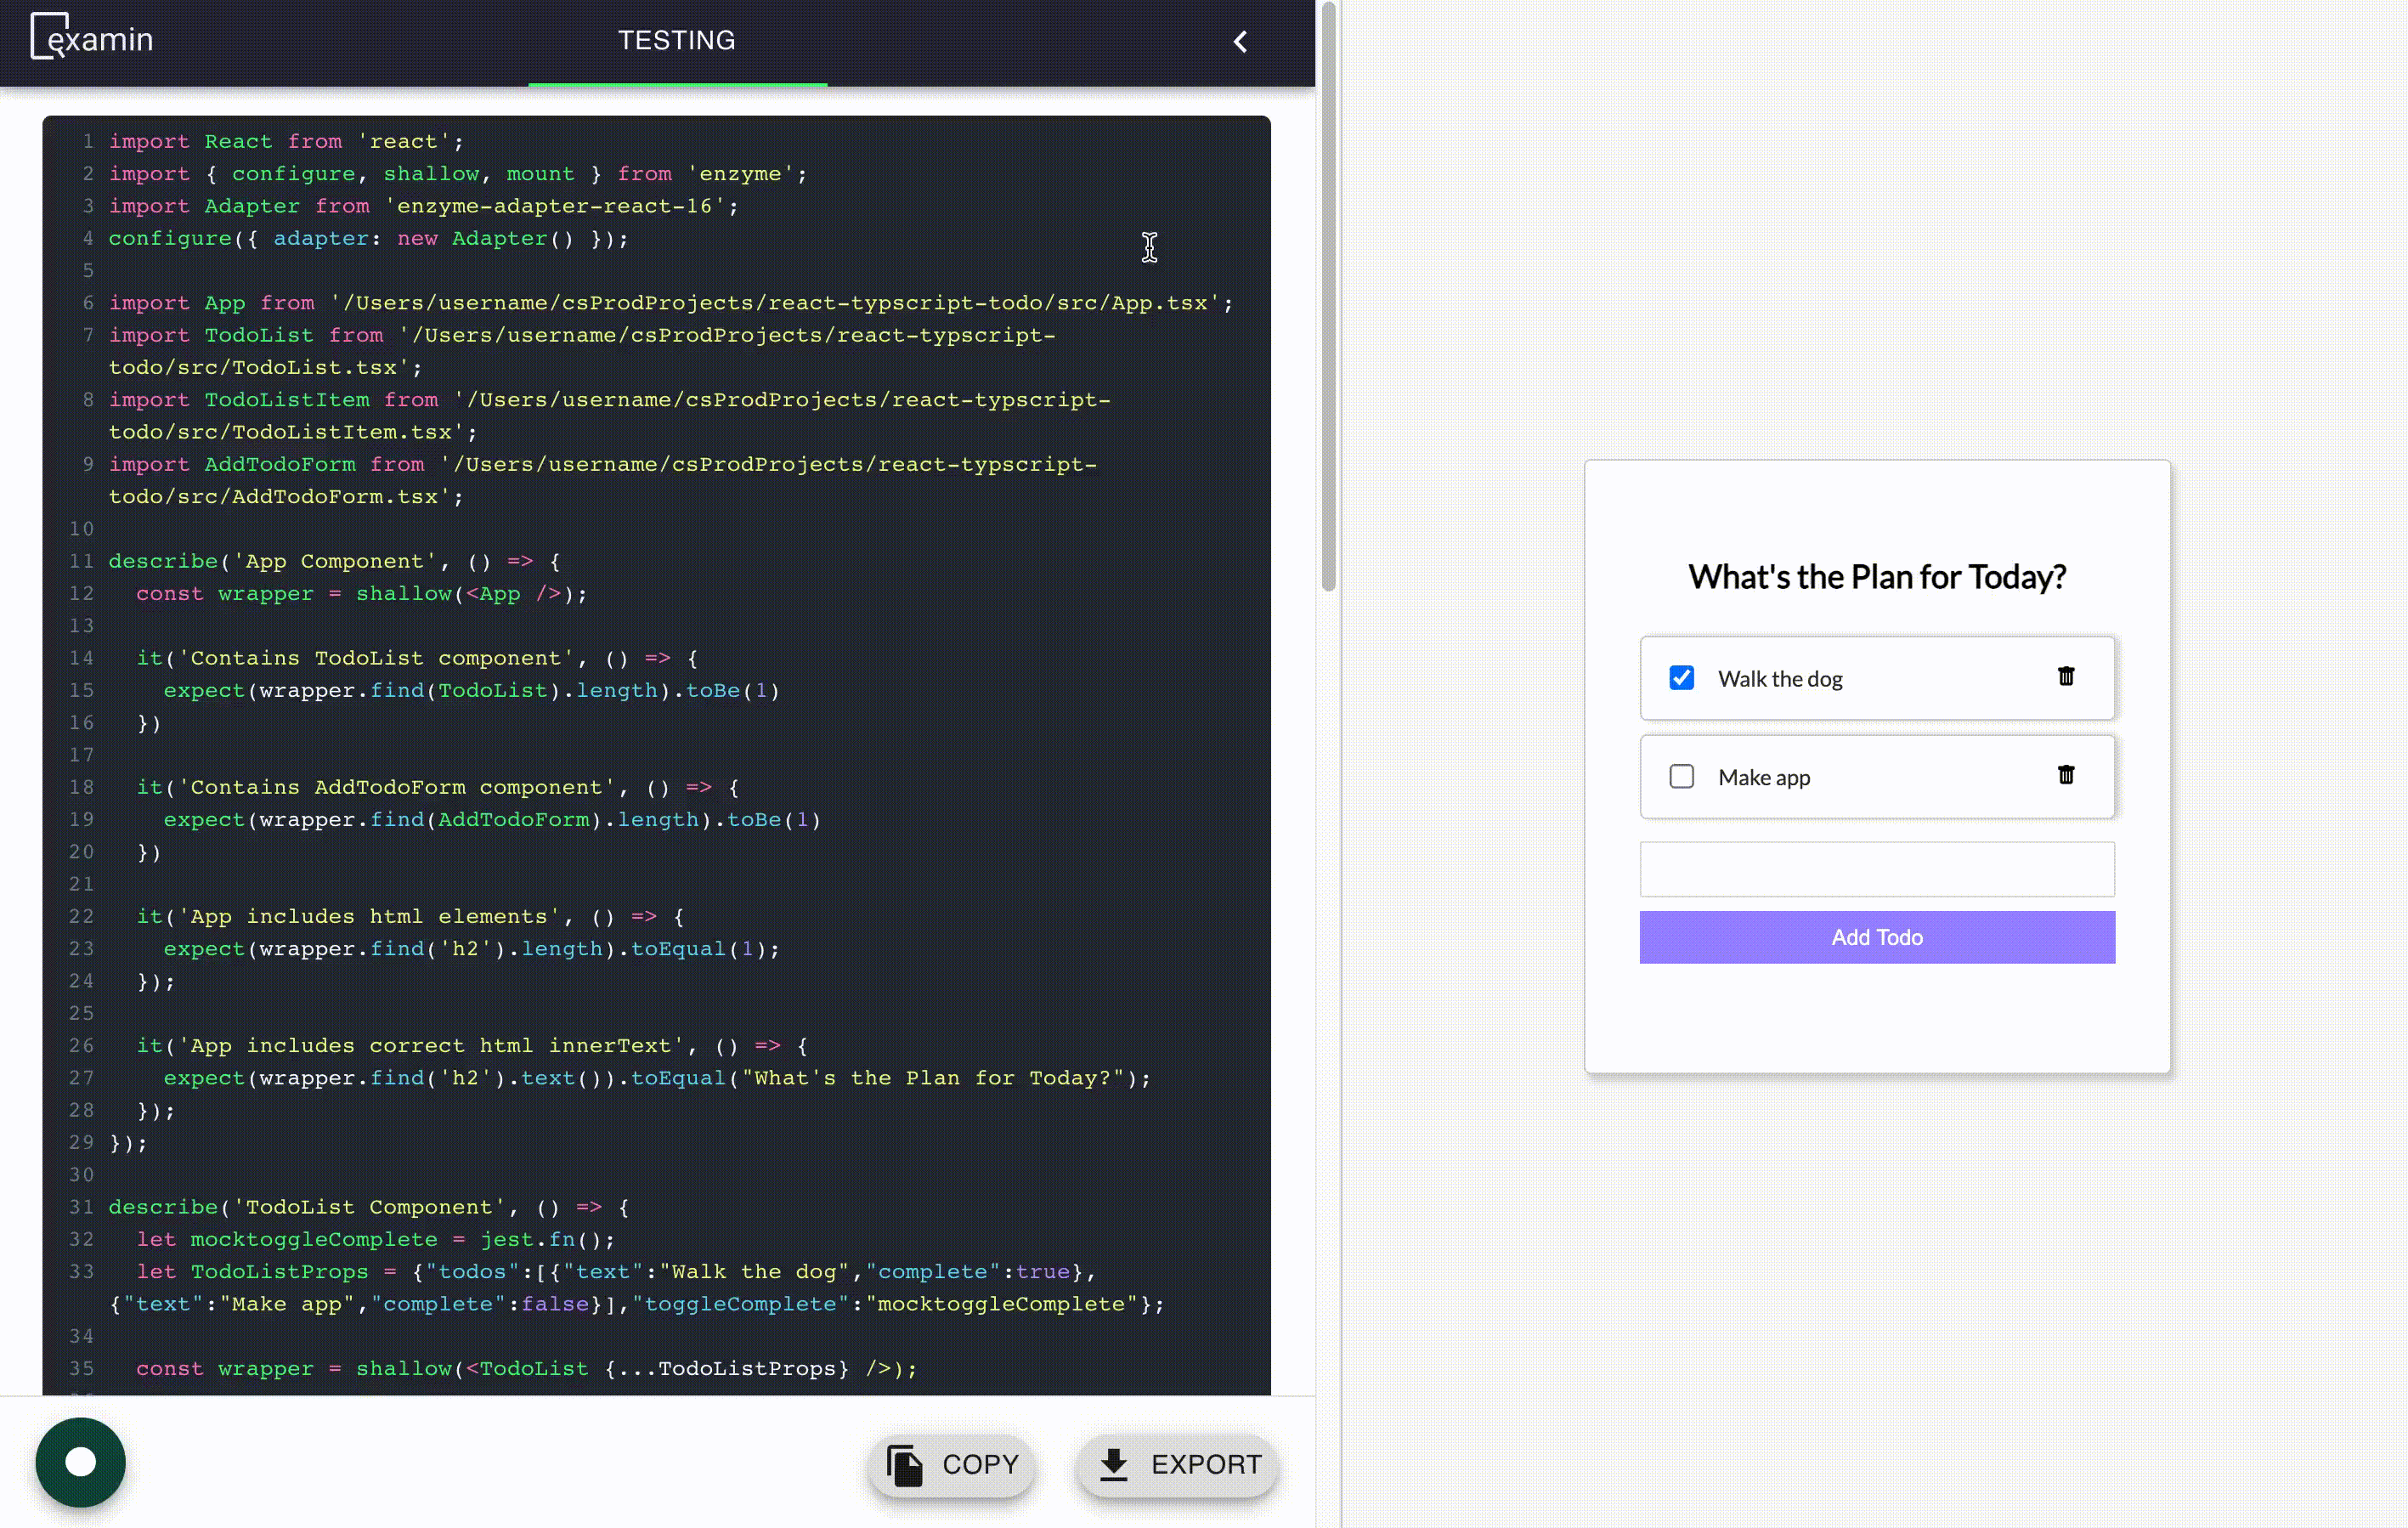 examin
TESTING
1 import React from 'react';
2 import { configure, shallow, mount } from 'enzyme';
3 import Adapter from 'enzyme-adapter-react-16';
4 configure({ adapter: new Adapter() });
5
6 import App from '/Users/username/csProdProjects/react-typscript-todo/src/App.tsx';
7 import TodoList from '/Users/username/csProdProjects/react-typscript-
todo/src/TodoList.tsx';
8 import TodoListItem from '/Users/username/csProdProjects/react-typscript-
todo/src/TodoListItem.tsx';
9 import AddTodoForm from '/Users/username/csProdProjects/react-typscript-
todo/src/AddTodoForm.tsx';
10
11 describe('App Component', () => {
12   const wrapper = shallow(<App />);
13
14   it('Contains TodoList component', () => {
15     expect(wrapper.find(TodoList).length).toBe(1)
16   })
17
18   it('Contains AddTodoForm component', () => {
19     expect(wrapper.find(AddTodoForm).length).toBe(1)
20   })
21
22   it('App includes html elements', () => {
23     expect(wrapper.find('h2').length).toEqual(1);
24   });
25
26   it('App includes correct html innerText', () => {
27     expect(wrapper.find('h2').text()).toEqual("What's the Plan for Today?");
28   });
29 });
30
31 describe('TodoList Component', () => {
32   let mocktoggleComplete = jest.fn();
33   let TodoListProps = {"todos":[{"text":"Walk the dog","complete":true},
{"text":"Make app","complete":false}],"toggleComplete":"mocktoggleComplete"};
34
35   const wrapper = shallow(<TodoList {...TodoListProps} />);
COPY
EXPORT
What's the Plan for Today?
Walk the dog
Make app
Add Todo